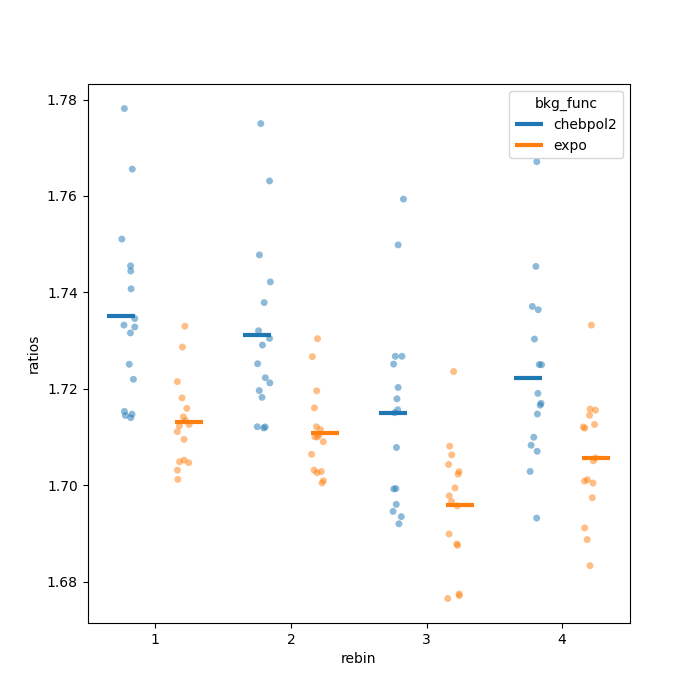 1.78
1.76
1.74
1.72
1.70
1.68
ratios
bkg_func
chebpol2
expo
1 2 3 4
rebin